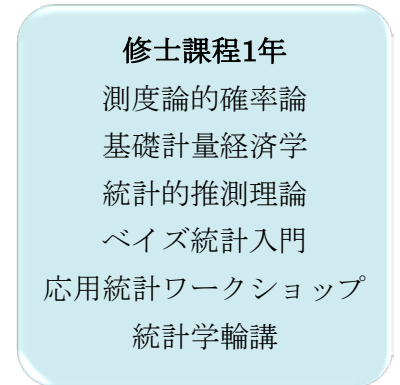 修士課程1年
測度論的確率論
基礎計量経済学
統計的推測理論
ベイズ統計入門
応用統計ワークショップ
統計学輪講